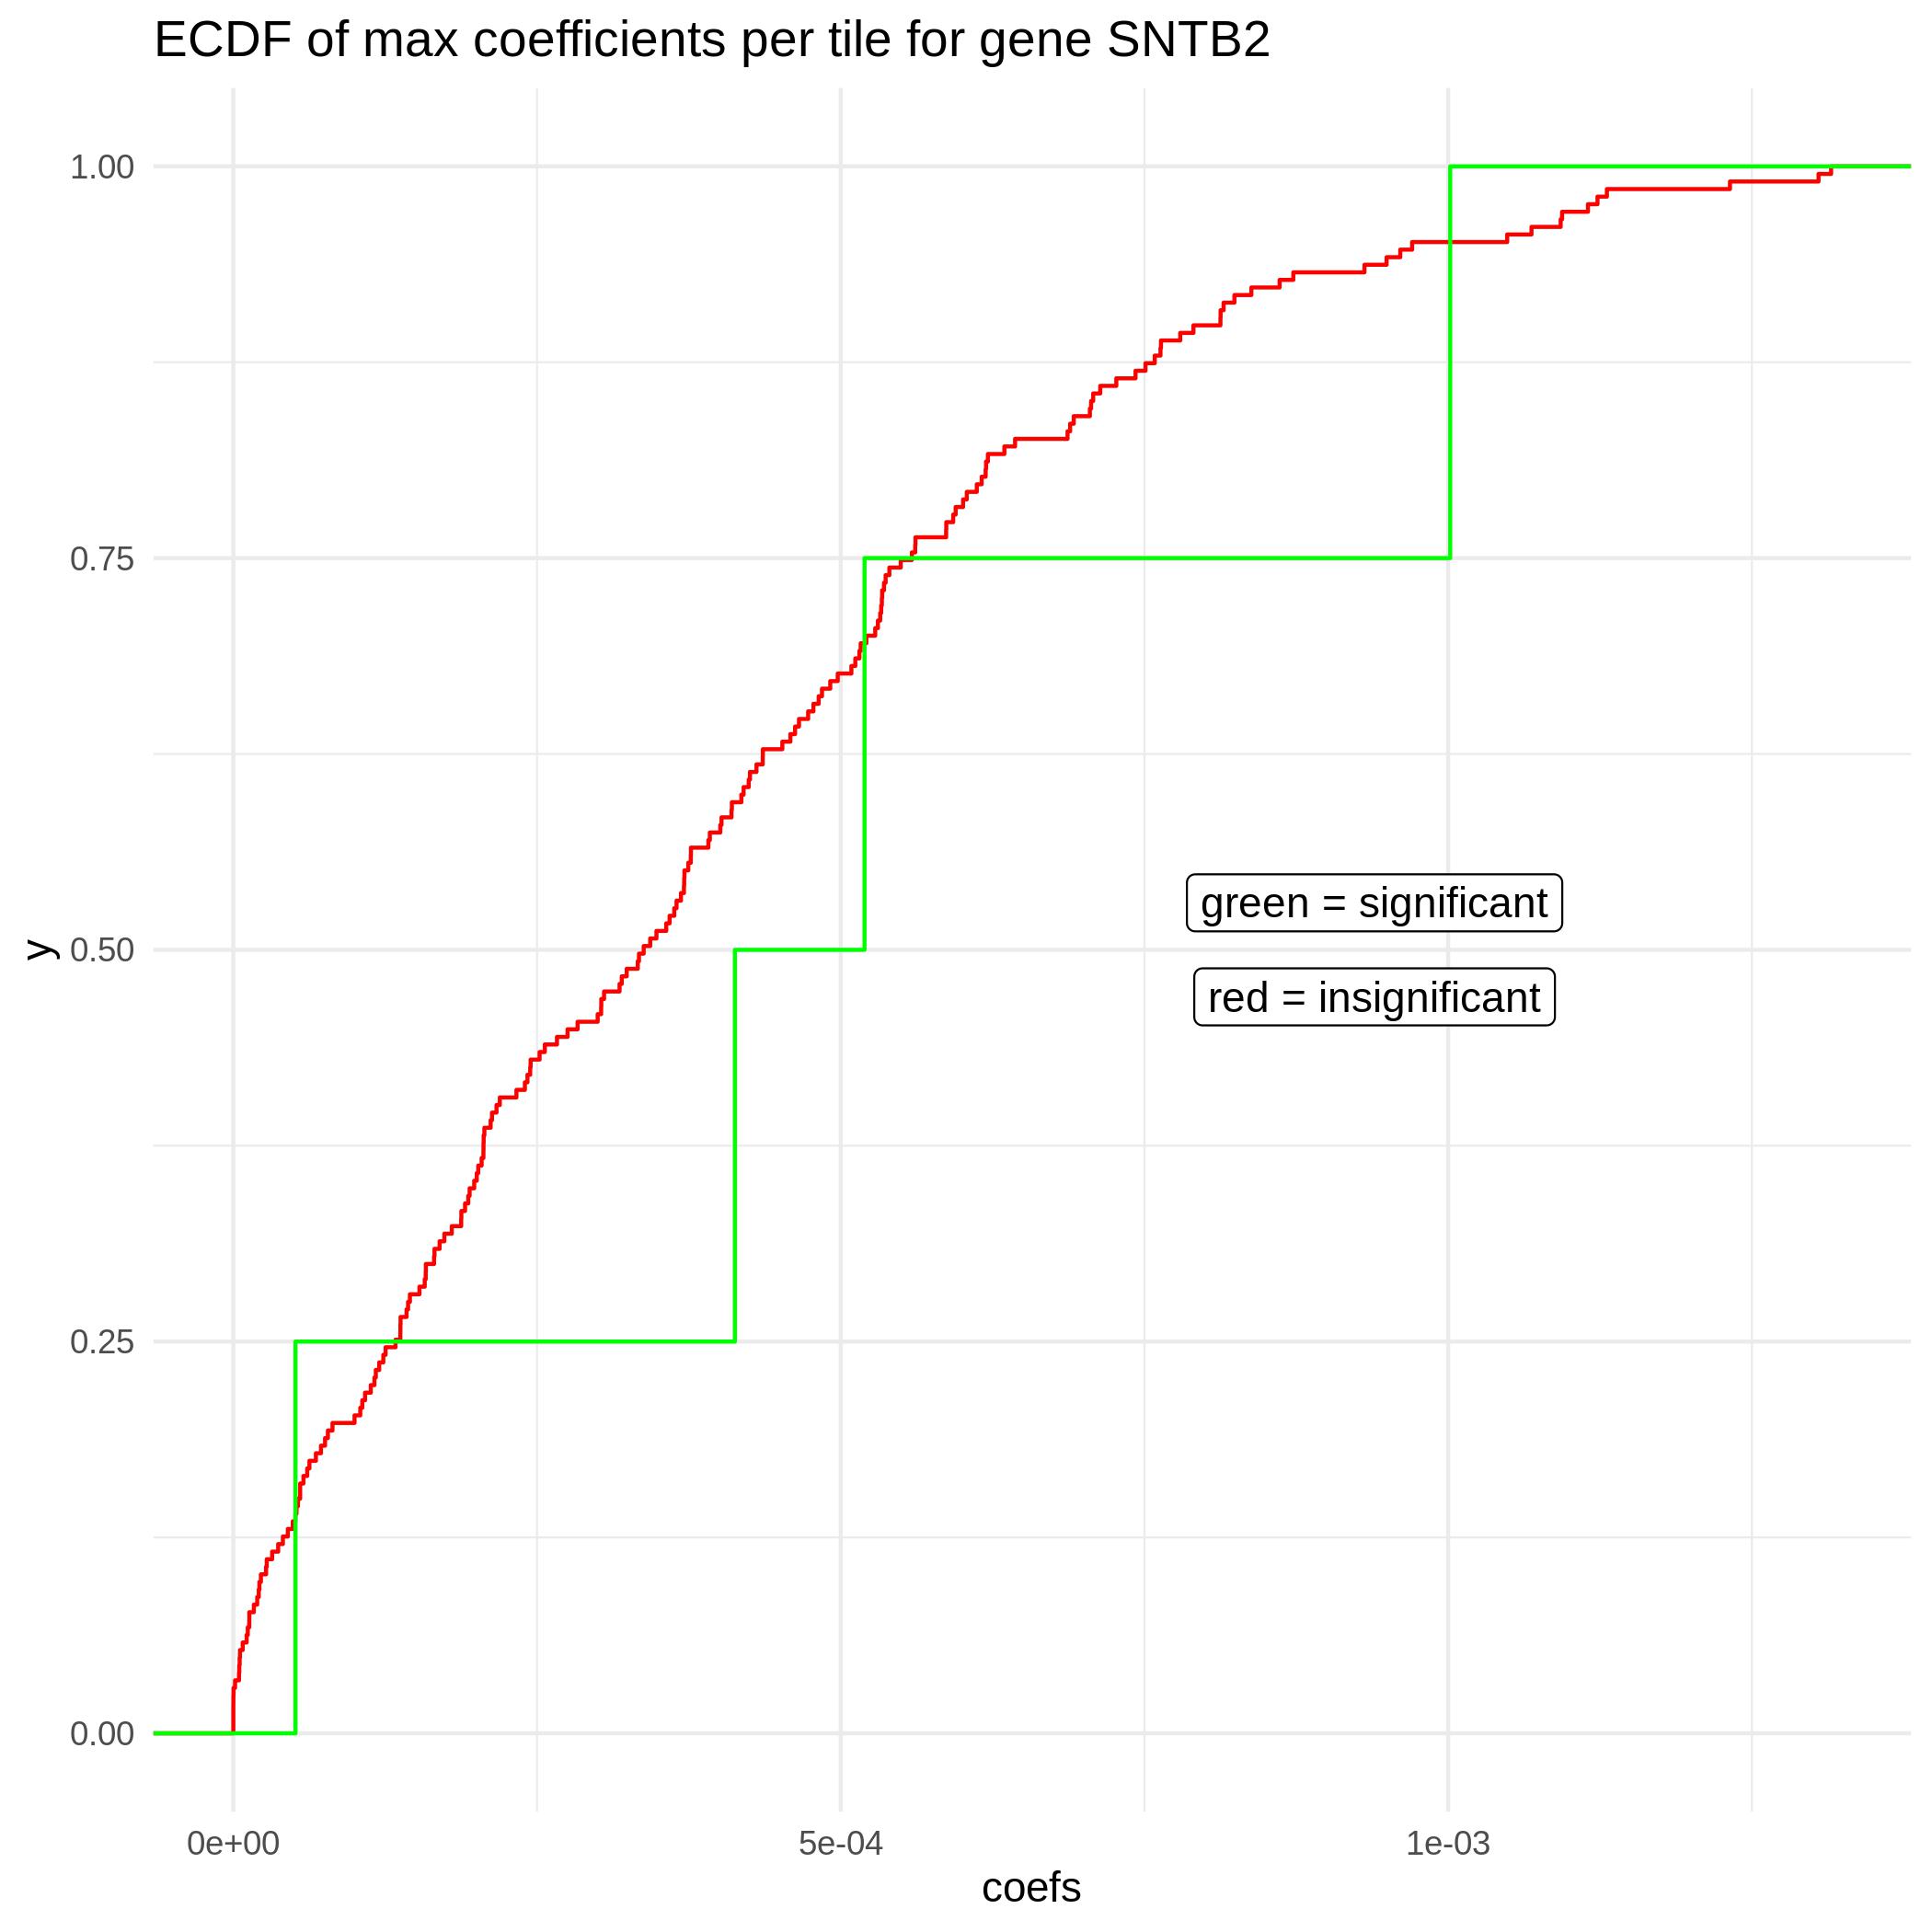 ECDF of max coefficients per tile for gene SNTB2
1.00
0.75
0.50
0.25
0.00
y
green = significant
red = insignificant
0e+00
5e-04
1e-03
coefs